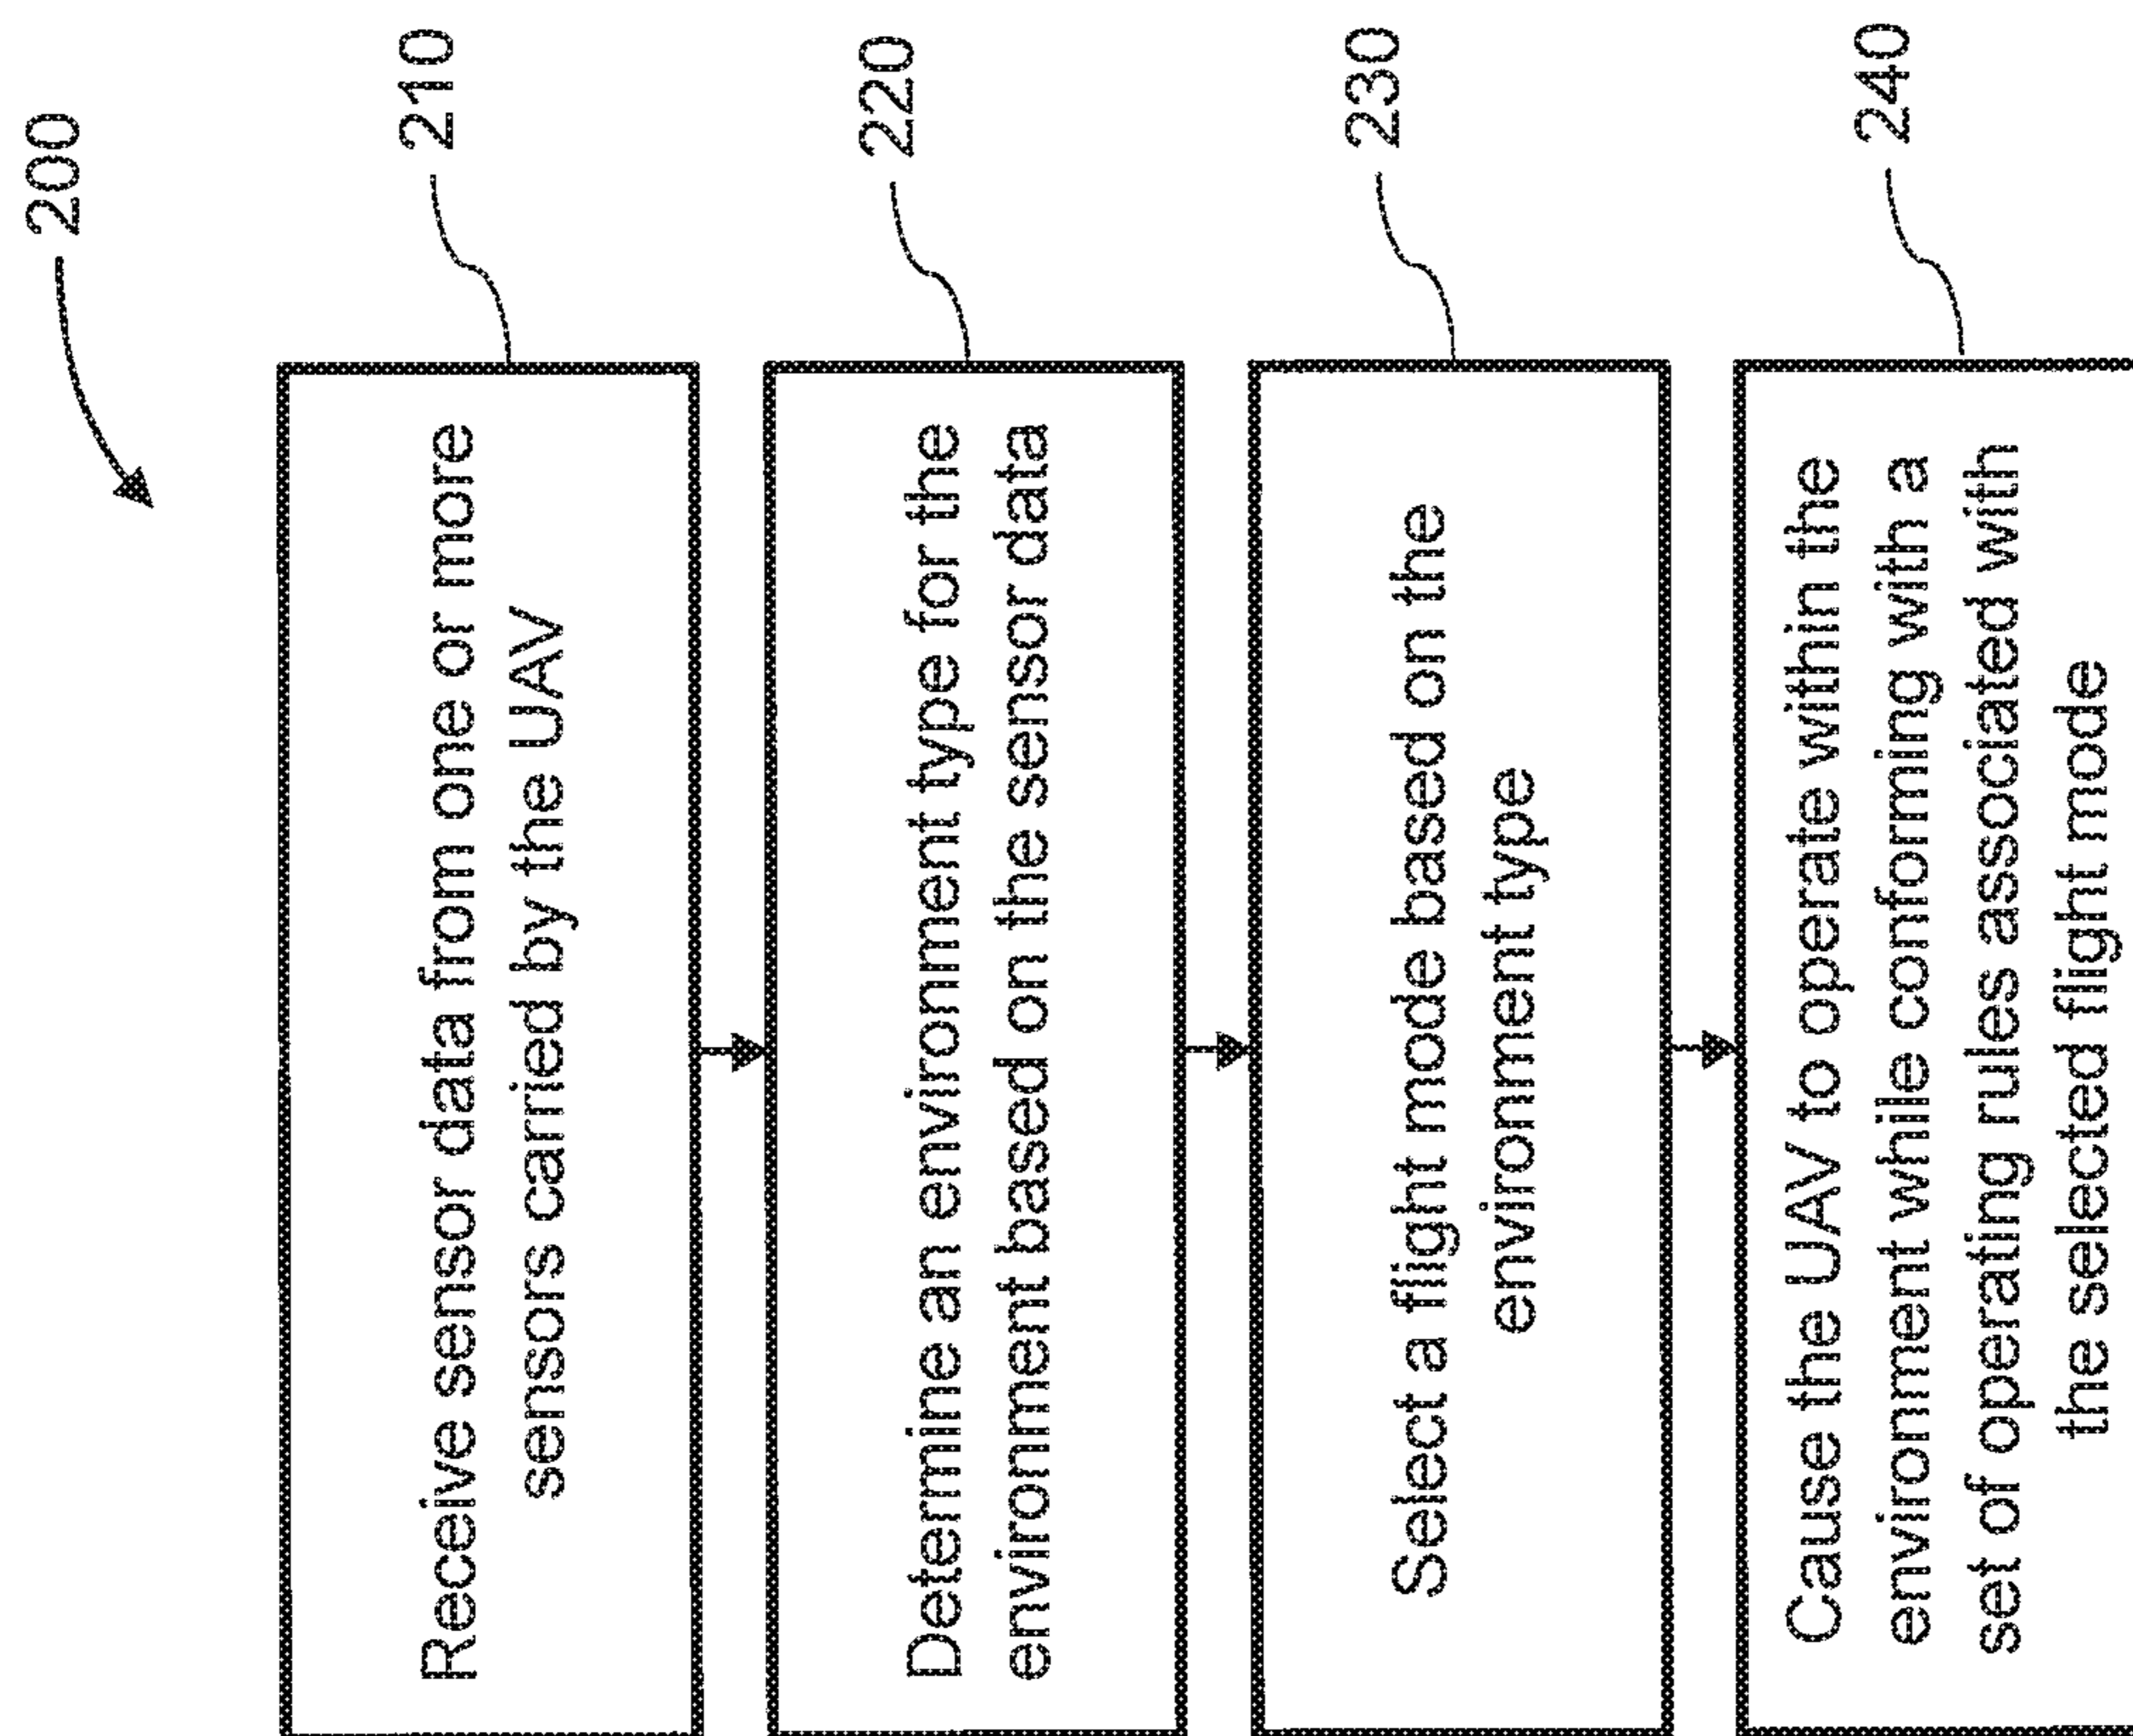 200
Receive sensor data from one or more
sensors carried by the UAV
210
Determine an environment type for the
environment based on the sensor data
220
Select a flight mode based on the
environment type
230
Cause the UAV to operate within the
environment while conforming with a
set of operating rules associated with
the selected flight mode
240